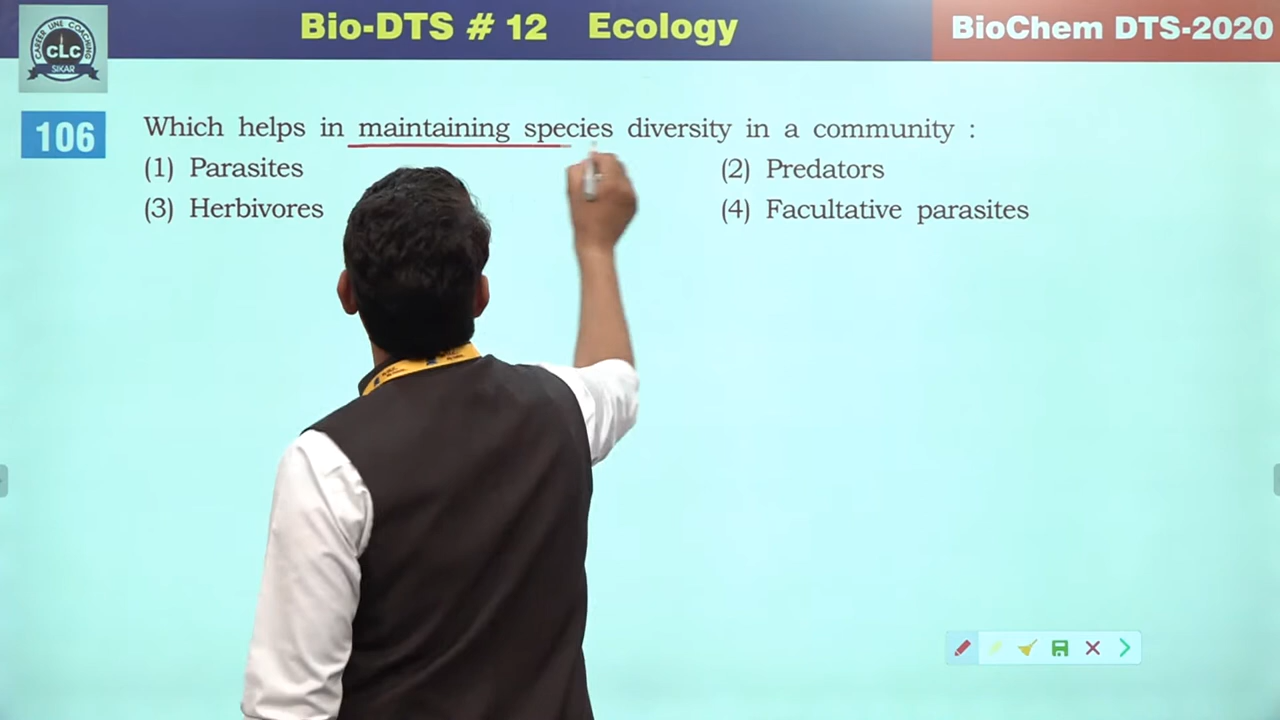 Bio-DTS # 12 Ecology
BioChem DTS-2020
CAREER LINE COACHING
CLC
SIKAR
106
Which helps in maintaining species diversity in a community :
(1) Parasites (2) Predators
(3) Herbivores (4) Facultative parasites